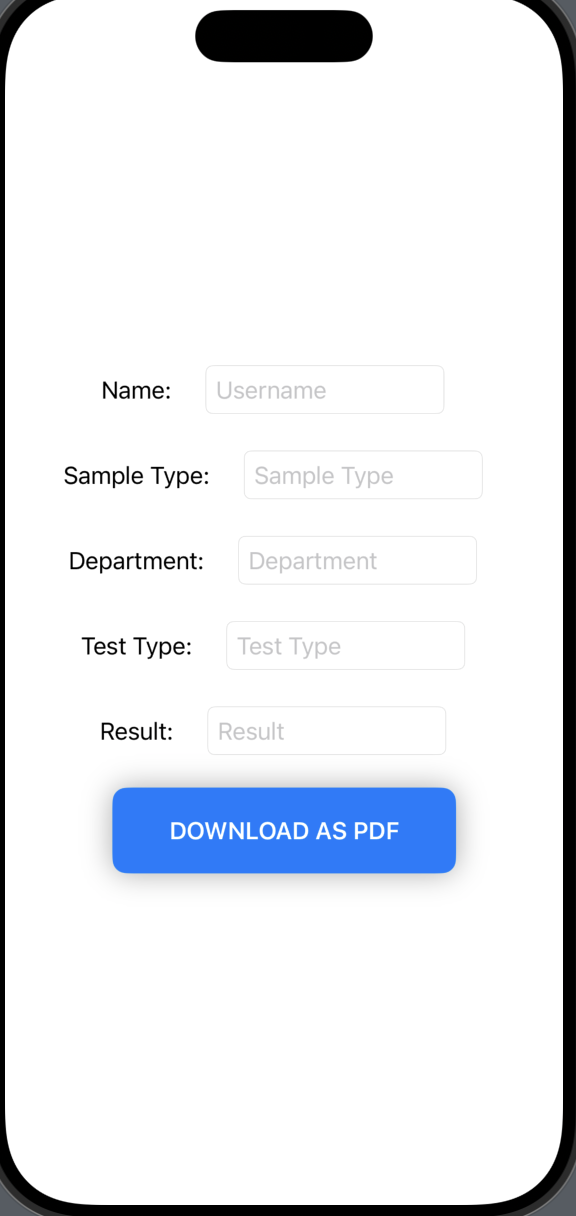 Name: Username
Sample Type: Sample Type
Department: Department
Test Type: Test Type
Result: Result
DOWNLOAD AS PDF